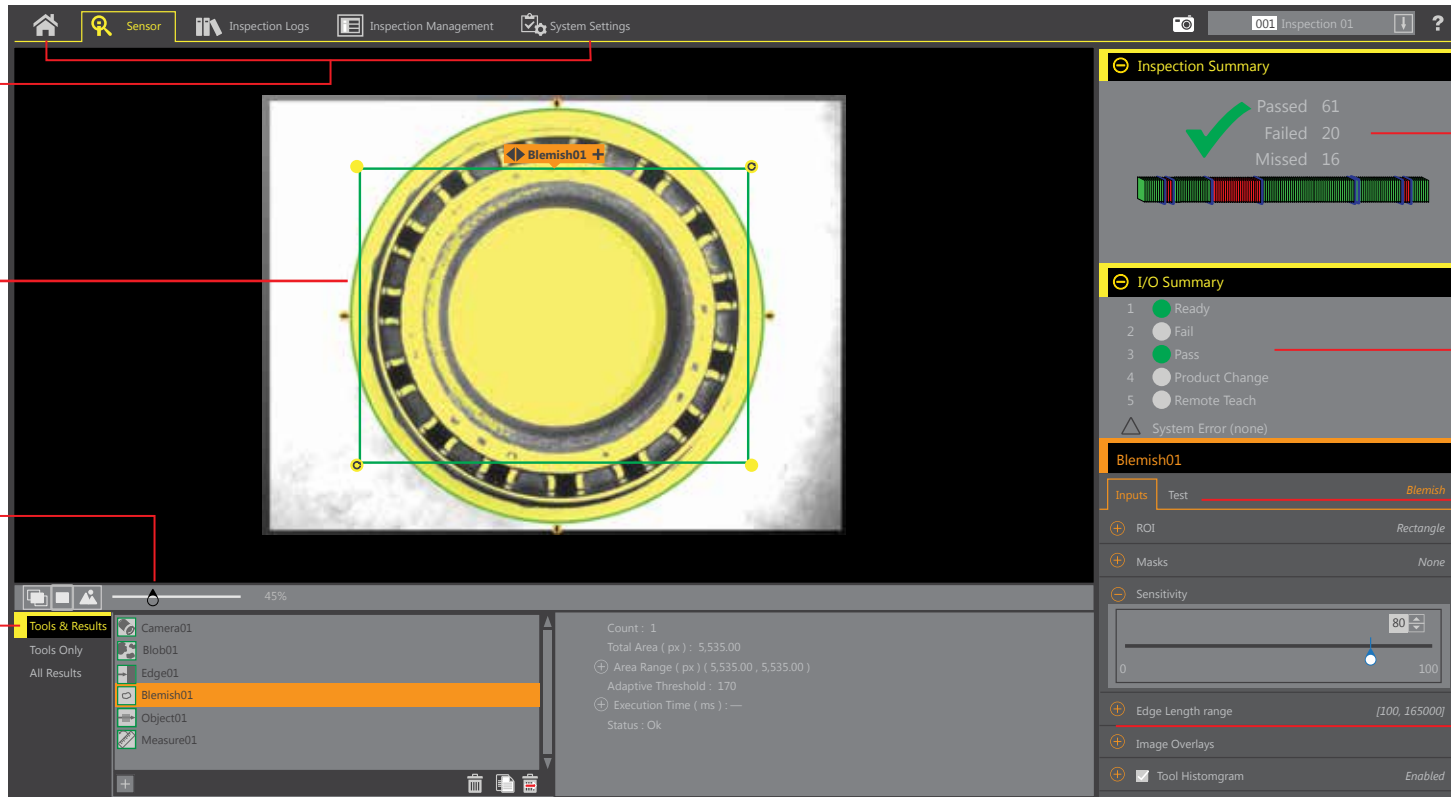 Sensor
Inspection Logs
Inspection Management
System Settings
001 Inspection 01
?
Inspection Summary
Passed 61
Failed 20
Missed 16
Blemish01
I/O Summary
1 Ready
2 Fail
3 Pass
4 Product Change
5 Remote Teach
System Error (none)
Blemish01
Inputs Test Blemish
ROI Rectangle
Masks None
Sensitivity
80
0 100
Edge Length range [100, 165000]
Image Overlays
Tool Histomgram Enabled
45%
Tools & Results
Tools Only
All Results
Camera01
Blob01
Edge01
Blemish01
Object01
Measure01
Count : 1
Total Area ( px ) : 5,535.00
Area Range ( px ) ( 5,535.00 , 5,535.00 )
Adaptive Threshold : 170
Execution Time ( ms ) : —
Status : Ok